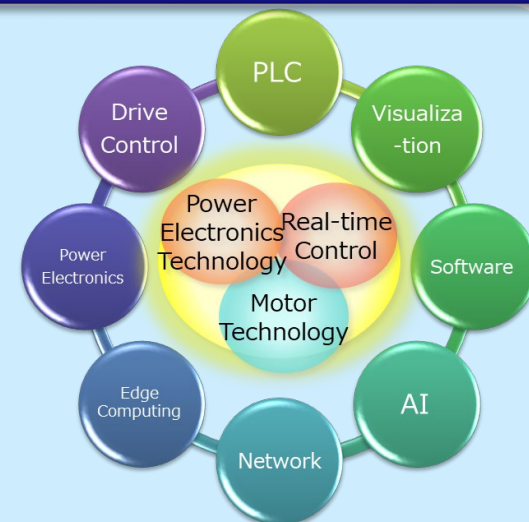 PLC
Visualiza
-tion
Software
AI
Network
Edge
Computing
Power
Electronics
Drive
Control
Power
Electronics
Technology
Real-time
Control
Motor
Technology